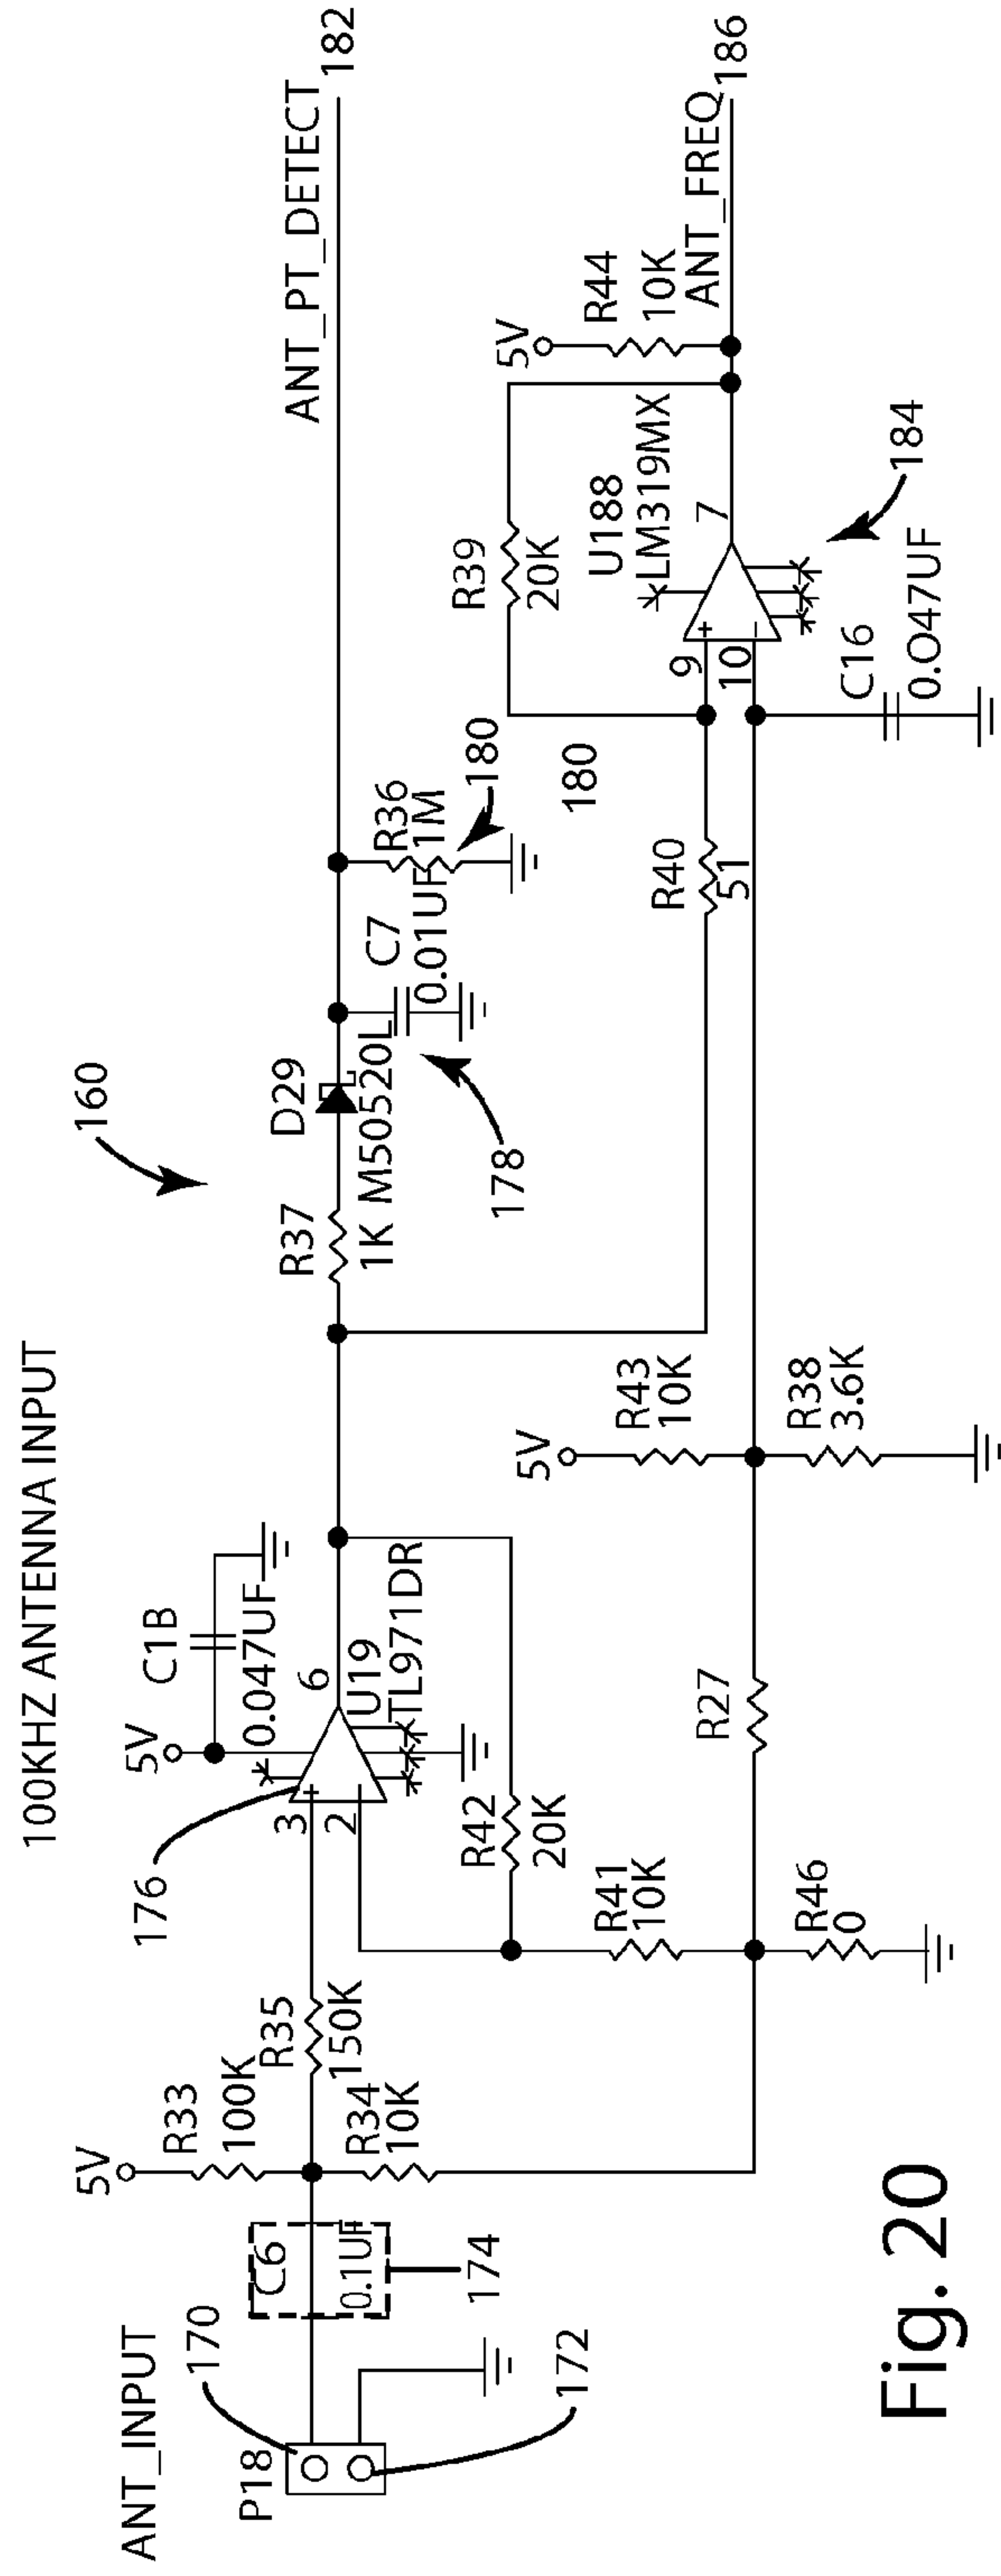 100KHZ ANTENNA INPUT
160
ANT_INPUT
P18
170
172
C6
0.1UF
174
5V
R33
100K
R34
10K
R35
150K
176
3
2
5V
C1B
0.047UF
6
U19
TL971DR
R42
20K
R41
10K
R46
0
R27
5V
R43
10K
R38
3.6K
R37
1K
D29
M50520L
178
C7
0.01UF
R36
1M
180
180
ANT_PT_DETECT
182
R40
51
R39
20K
9
10
+
−
U188
LM319MX
7
184
C16
0.O47UF
5V
R44
10K
ANT_FREQ
186
Fig. 20